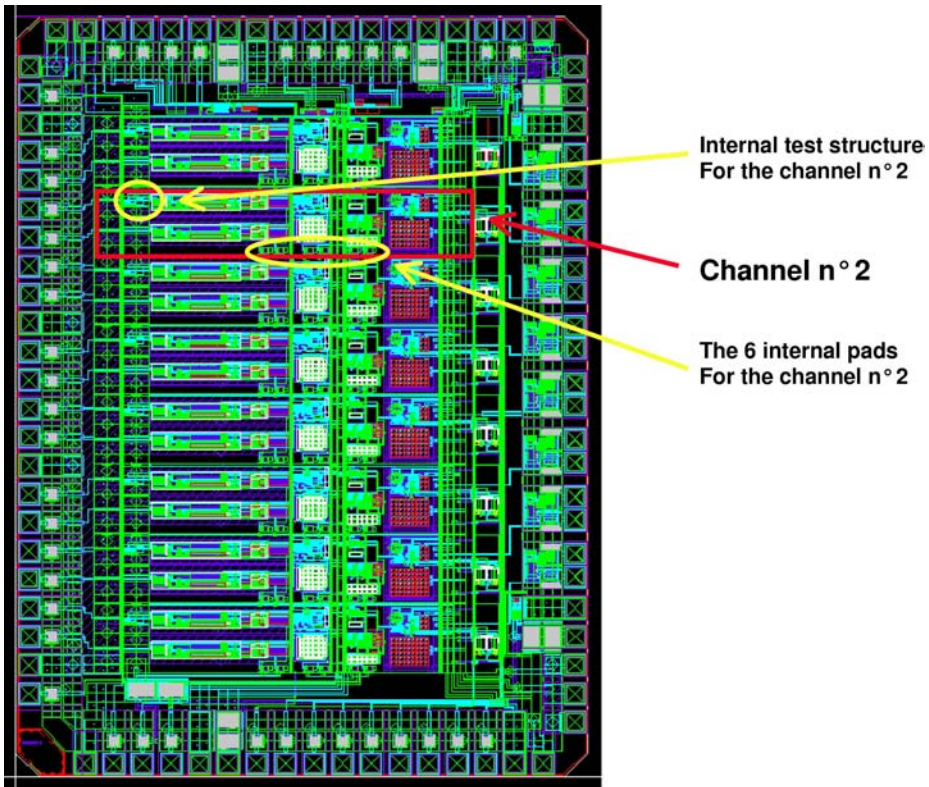 Internal test structure
For the channel n°2
Channel n°2
The 6 internal pads
For the channel n°2